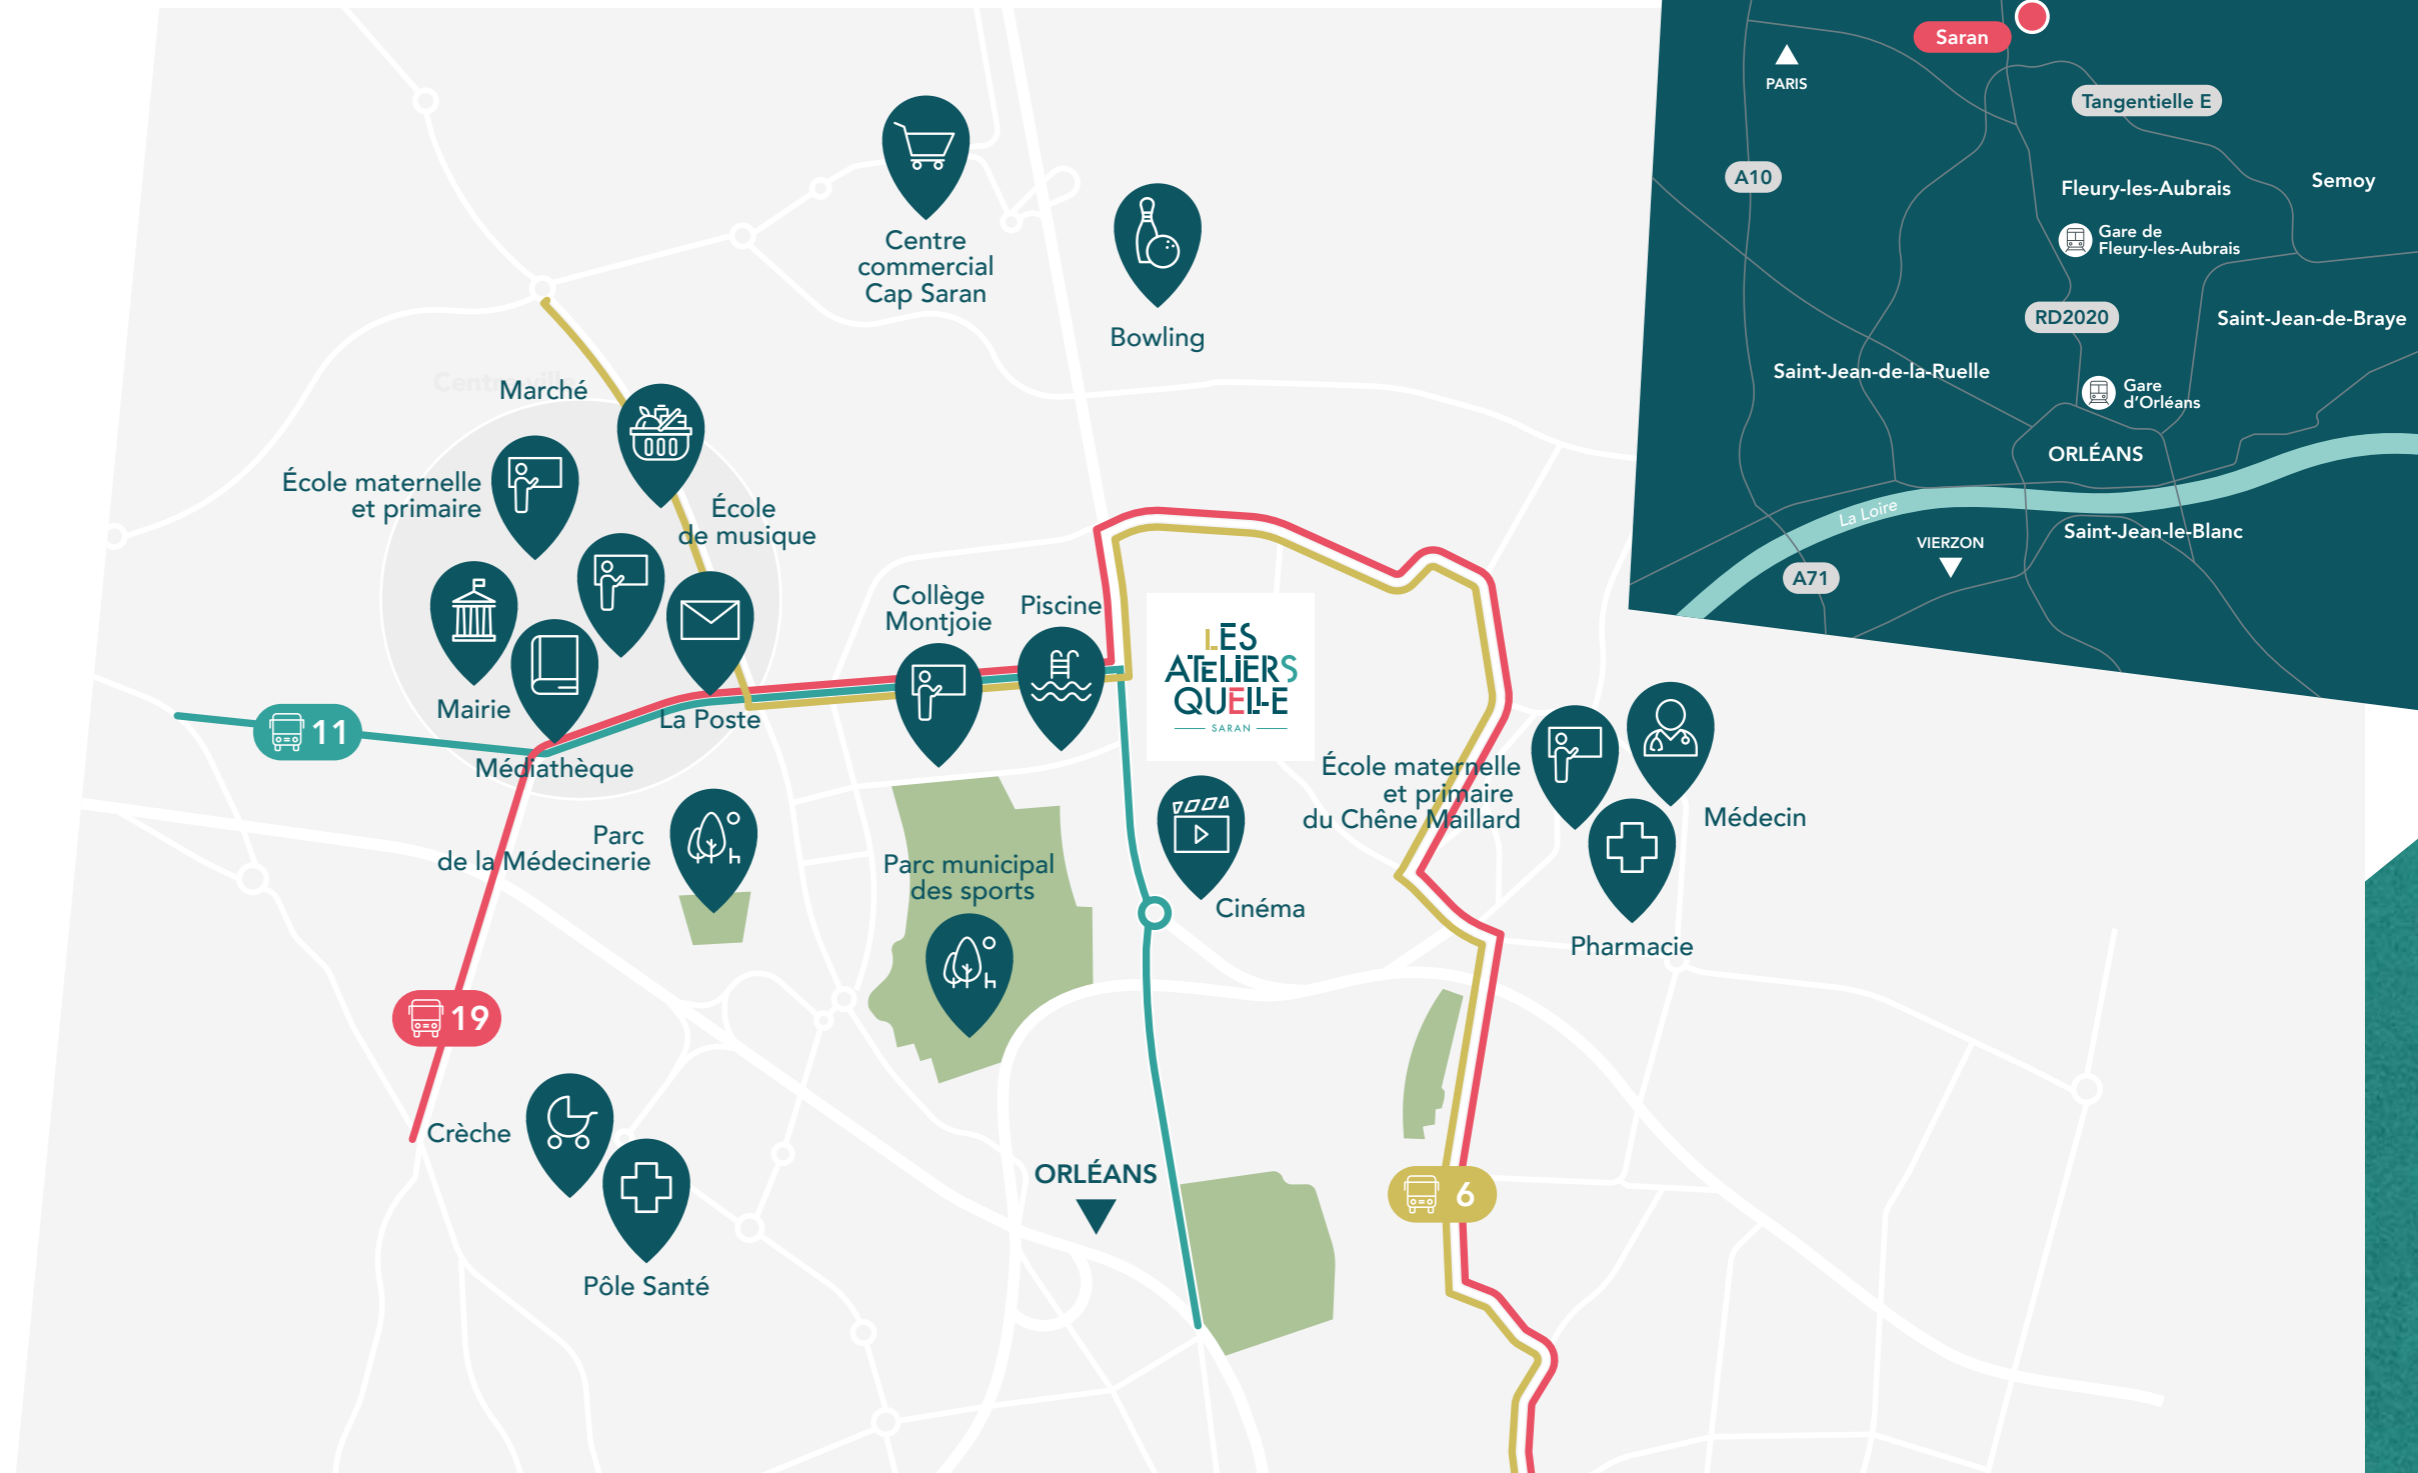 Centre
commercial
Cap Saran
Bowling
Marché
École maternelle
et primaire
École
de musique
Mairie
La Poste
Médiathèque
11
Collège
Montjoie
Piscine
LES
ATELIERS
QUELLE
SARAN
École maternelle
et primaire
du Chêne Maillard
Médecin
Pharmacie
Parc
de la Médecinerie
Parc municipal
des sports
Cinéma
19
Crèche
Pôle Santé
ORLÉANS
6
Saran
PARIS
Tangentielle E
A10
Fleury-les-Aubrais
Semoy
Gare de
Fleury-les-Aubrais
RD2020
Saint-Jean-de-Braye
Saint-Jean-de-la-Ruelle
Gare
d'Orléans
ORLÉANS
La Loire
Saint-Jean-le-Blanc
VIERZON
A71